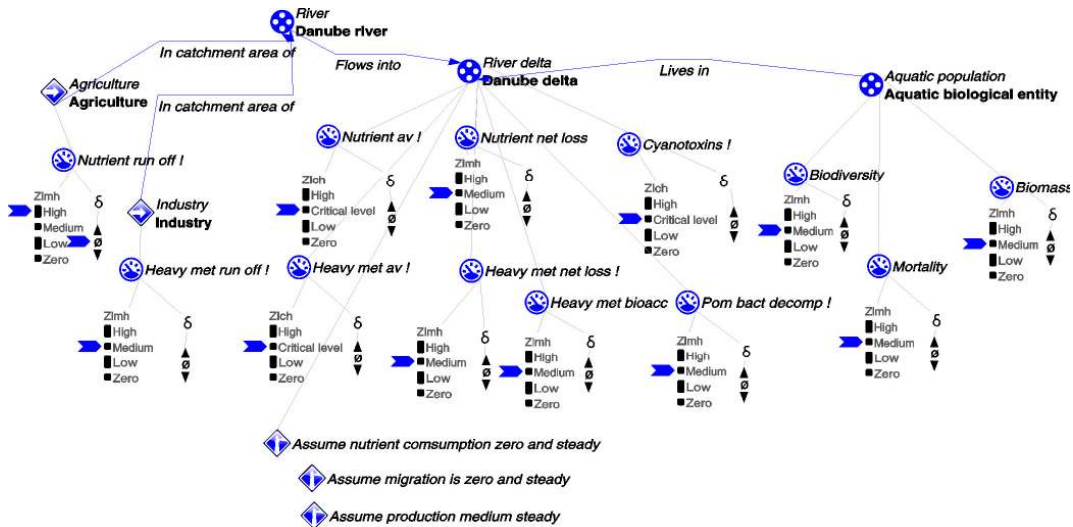 River
Danube river
In catchment area of
Flows into
River delta
Danube delta
Lives in
Aquatic population
Aquatic biological entity
Agriculture
Agriculture
In catchment area of
Nutrient run off !
Nutrient av !
Nutrient net loss
Cyanotoxins !
Biodiversity
Biomass
Zlmh
High
Medium
Low
Zero
δ
ø
Industry
Industry
Zlch
High
Critical level
Low
Zero
δ
ø
Zlmh
High
Medium
Low
Zero
δ
ø
Zlch
High
Critical level
Low
Zero
δ
ø
Zlmh
High
Medium
Low
Zero
δ
ø
Zlmh
High
Medium
Low
Zero
δ
ø
Heavy met run off !
Heavy met av !
Heavy met net loss !
Heavy met bioacc
Pom bact decomp !
Mortality
Zlmh
High
Medium
Low
Zero
δ
ø
Zlch
High
Critical level
Low
Zero
δ
ø
Zlmh
High
Medium
Low
Zero
δ
ø
Zlmh
High
Medium
Low
Zero
δ
ø
Zlmh
High
Medium
Low
Zero
δ
ø
Zlmh
High
Medium
Low
Zero
δ
ø
Assume nutrient comsumption zero and steady
Assume migration is zero and steady
Assume production medium steady